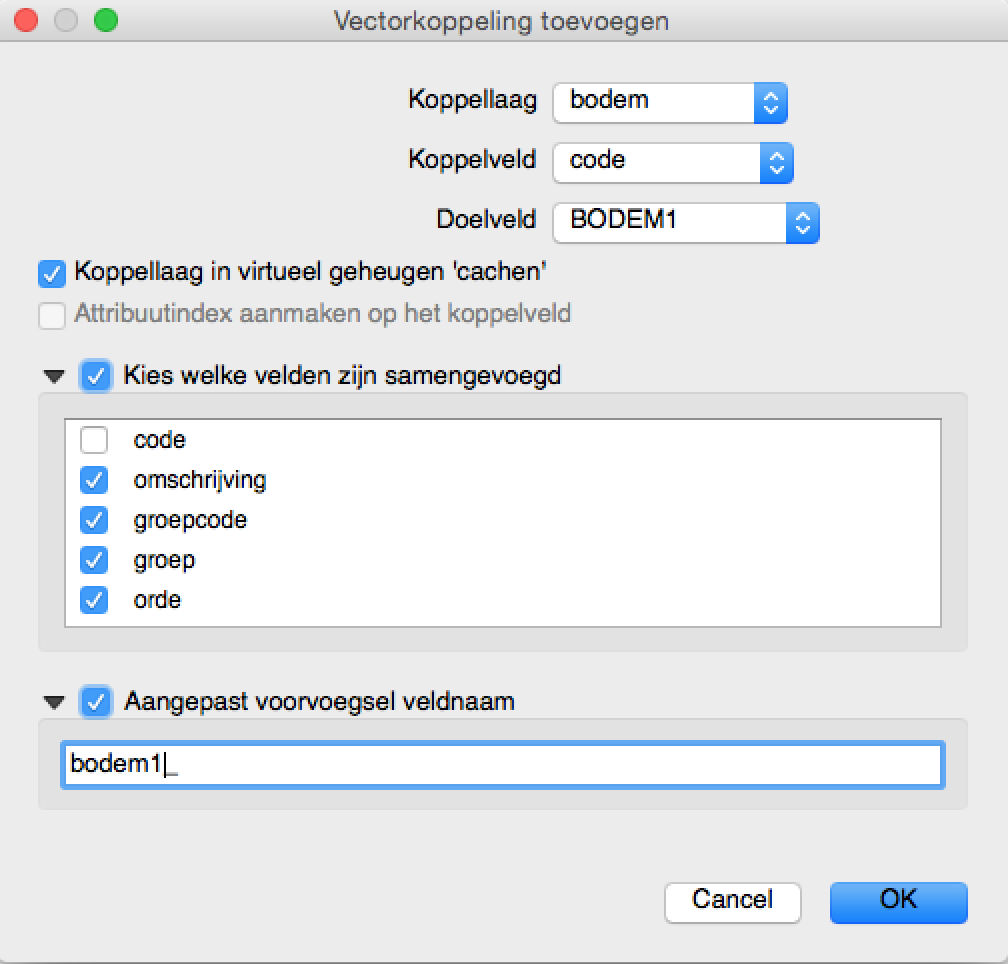 Vectorkoppeling toevoegen
Koppellaag bodem
Koppelveld code
Doelveld BODEM1
Koppellaag in virtueel geheugen 'cachen'
Attribuutindex aanmaken op het koppelveld
Kies welke velden zijn samengevoegd
code
omschrijving
groepcode
groep
orde
Aangepast voorvoegsel veldnaam
bodem1_
Cancel OK